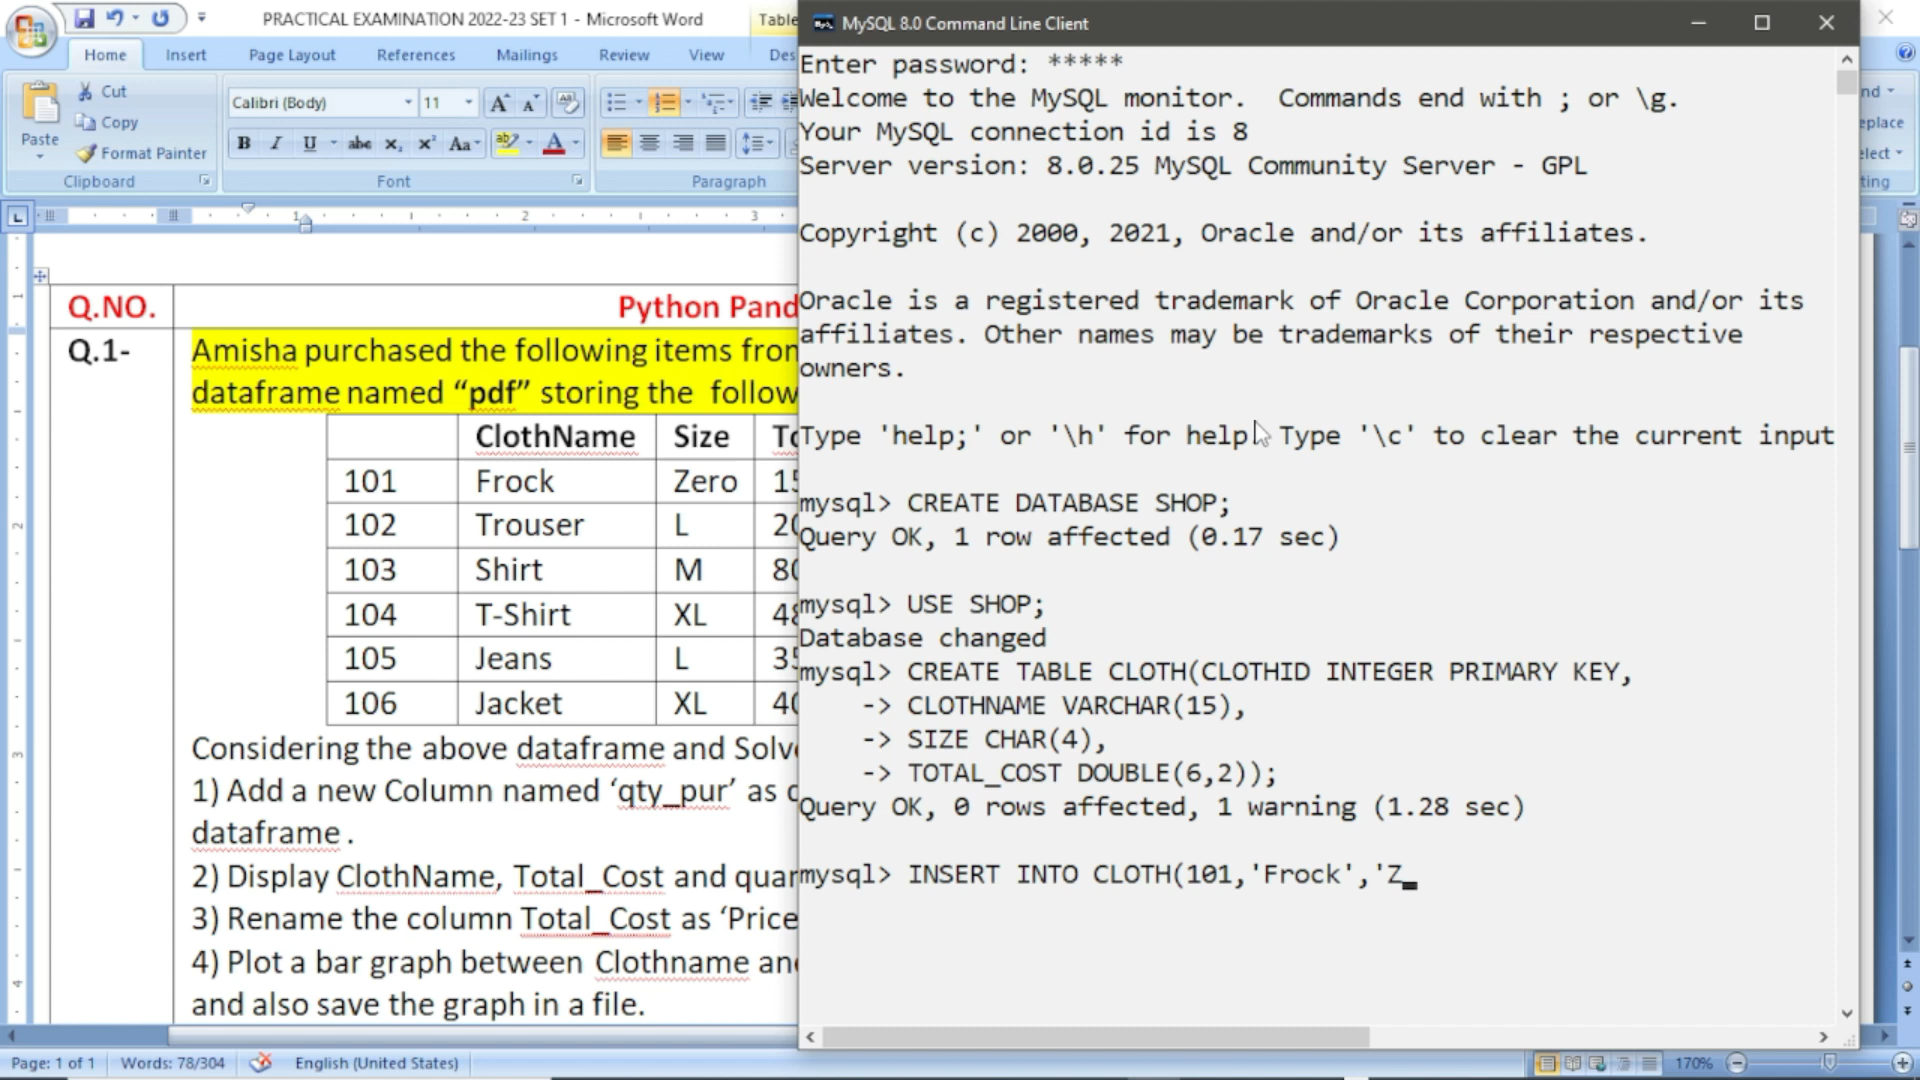 PRACTICAL EXAMINATION 2022-23 SET 1 - Microsoft Word
Home Insert Page Layout References Mailings Review View
Paste
Cut
Copy
Format Painter
Clipboard
Calibri (Body) 11
B I U abc x₂ x² Aa
Font
Paragraph
Q.NO.
Q.1-
Amisha purchased the following items
dataframe named “pdf” storing the
ClothName Size
101 Frock Zero
102 Trouser L
103 Shirt M
104 T-Shirt XL
105 Jeans L
106 Jacket XL
Considering the above dataframe and
1) Add a new Column named ‘qty_pur’ as
dataframe .
2) Display ClothName, Total_Cost and
3) Rename the column Total_Cost as ‘Price
4) Plot a bar graph between Clothname
and also save the graph in a file.
Page: 1 of 1 Words: 78/304 English (United States)
170%
MySQL 8.0 Command Line Client
Enter password: *****
Welcome to the MySQL monitor. Commands end with ; or \g.
Your MySQL connection id is 8
Server version: 8.0.25 MySQL Community Server - GPL
Copyright (c) 2000, 2021, Oracle and/or its affiliates.
Oracle is a registered trademark of Oracle Corporation and/or its
affiliates. Other names may be trademarks of their respective
owners.
Type 'help;' or '\h' for help. Type '\c' to clear the current input
mysql> CREATE DATABASE SHOP;
Query OK, 1 row affected (0.17 sec)
mysql> USE SHOP;
Database changed
mysql> CREATE TABLE CLOTH(CLOTHID INTEGER PRIMARY KEY,
-> CLOTHNAME VARCHAR(15),
-> SIZE CHAR(4),
-> TOTAL_COST DOUBLE(6,2));
Query OK, 0 rows affected, 1 warning (1.28 sec)
mysql> INSERT INTO CLOTH(101,'Frock','Z